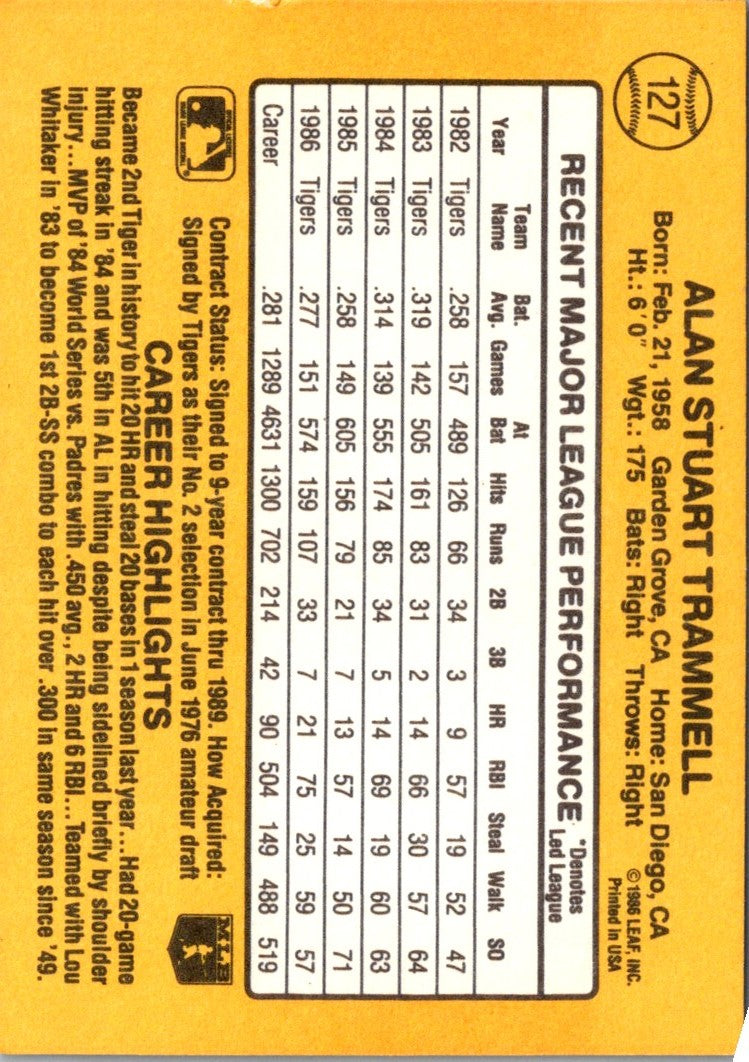 127
ALAN STUART TRAMMELL
Born: Feb. 21, 1958 Garden Grove, CA Home: San Diego, CA
Ht.: 6'0" Wgt.: 175 Bats: Right Throws: Right
©1986 LEAF, INC.
Printed in USA
RECENT MAJOR LEAGUE PERFORMANCE
*Denotes
Led League
Year Team Name Bat. Avg. Games At Bat Hits Runs 2B 3B HR RBI Steal Walk SO
1982 Tigers .258 157 489 126 66 34 3 9 57 19 52 47
1983 Tigers .319 142 505 161 83 31 2 14 66 30 57 64
1984 Tigers .314 139 555 174 85 34 5 14 69 19 60 63
1985 Tigers .258 149 605 156 79 21 7 13 57 14 50 71
1986 Tigers .277 151 574 159 107 33 7 21 75 25 59 57
Career .281 1289 4631 1300 702 214 42 90 504 149 488 519
Contract Status: Signed to 9-year contract thru 1989. How Acquired:
Signed by Tigers as their No. 2 selection in June 1976 amateur draft
MLB
CAREER HIGHLIGHTS
Became 2nd Tiger in history to hit 20 HR and steal 20 bases in 1 season last year...Had 20-game
hitting streak in '84 and was 5th in AL in hitting despite being sidelined briefly by shoulder
injury...MVP of '84 World Series vs. Padres with .450 avg., 2 HR and 6 RBI...Teamed with Lou
Whitaker in '83 to become 1st 2B-SS combo to each hit over .300 in same season since '49.